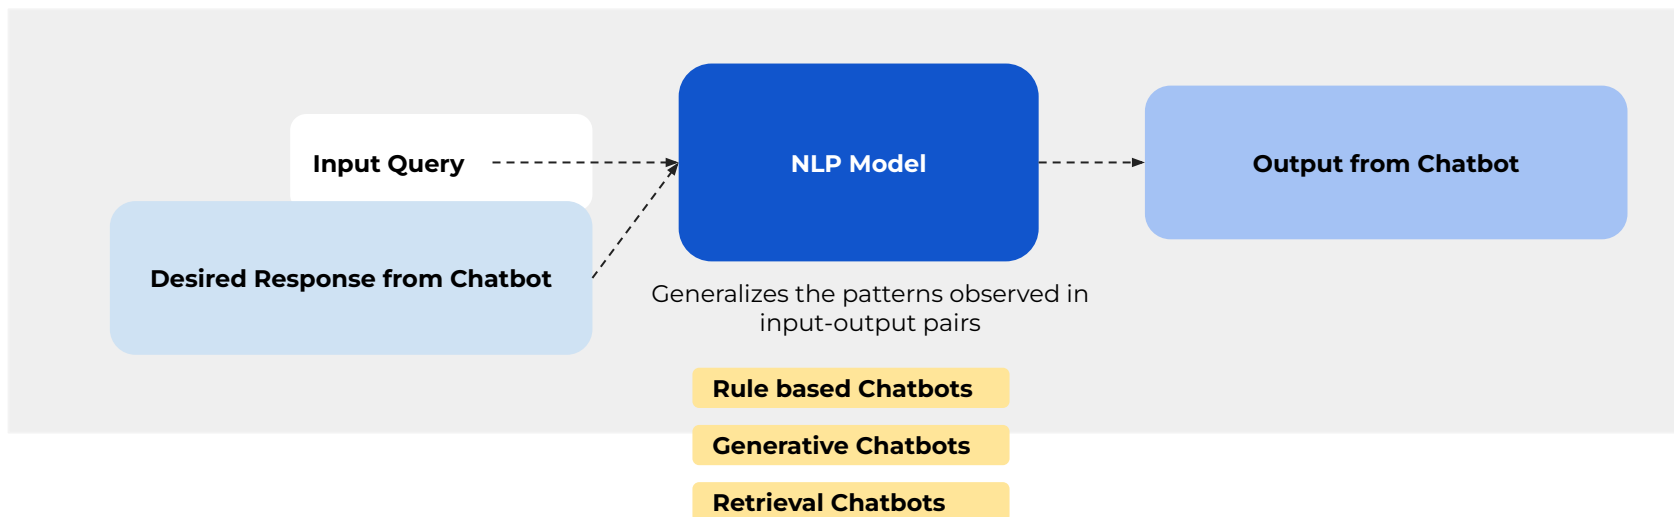 Input Query
NLP Model
Output from Chatbot
Desired Response from Chatbot
Generalizes the patterns observed in
input-output pairs
Rule based Chatbots
Generative Chatbots
Retrieval Chatbots